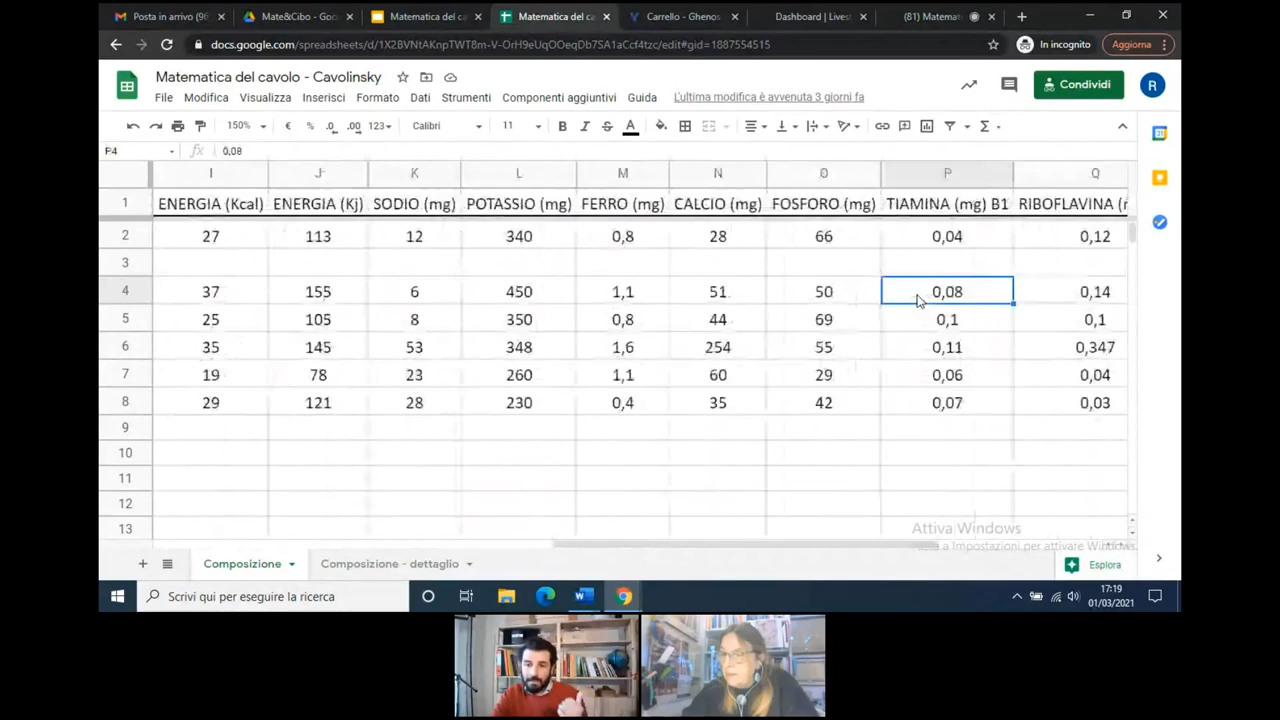 Posta in arrivo (96
Mate&Cibo - Go
Matematica del ca
Matematica del ca
Carrello - Ghenos
Dashboard | Livest
(81) Matemat
docs.google.com/spreadsheets/d/1X2BVNtAKnpTWT8m-V-OrH9eUqOOeqDb7SA1aCcf4tzc/edit#gid=1887554515
In incognito
Aggiorna
Matematica del cavolo - Cavolinsky
Condividi
R
File Modifica Visualizza Inserisci Formato Dati Strumenti Componenti aggiuntivi Guida L'ultima modifica è avvenuta 3 giorni fa
150% € % .0 .00 123 Calibri 11 B I S A
P4 fx 0,08
I J K L M N O P Q
1 ENERGIA (Kcal) ENERGIA (Kj) SODIO (mg) POTASSIO (mg) FERRO (mg) CALCIO (mg) FOSFORO (mg) TIAMINA (mg) B1 RIBOFLAVINA (
2 27 113 12 340 0,8 28 66 0,04 0,12
3
4 37 155 6 450 1,1 51 50 0,08 0,14
5 25 105 8 350 0,8 44 69 0,1 0,1
6 35 145 53 348 1,6 254 55 0,11 0,347
7 19 78 23 260 1,1 60 29 0,06 0,04
8 29 121 28 230 0,4 35 42 0,07 0,03
9
10
11
12
13
Attiva Windows
a Impostazioni per attivare Windows.
Composizione
Composizione - dettaglio
Esplora
Scrivi qui per eseguire la ricerca
17:19
01/03/2021